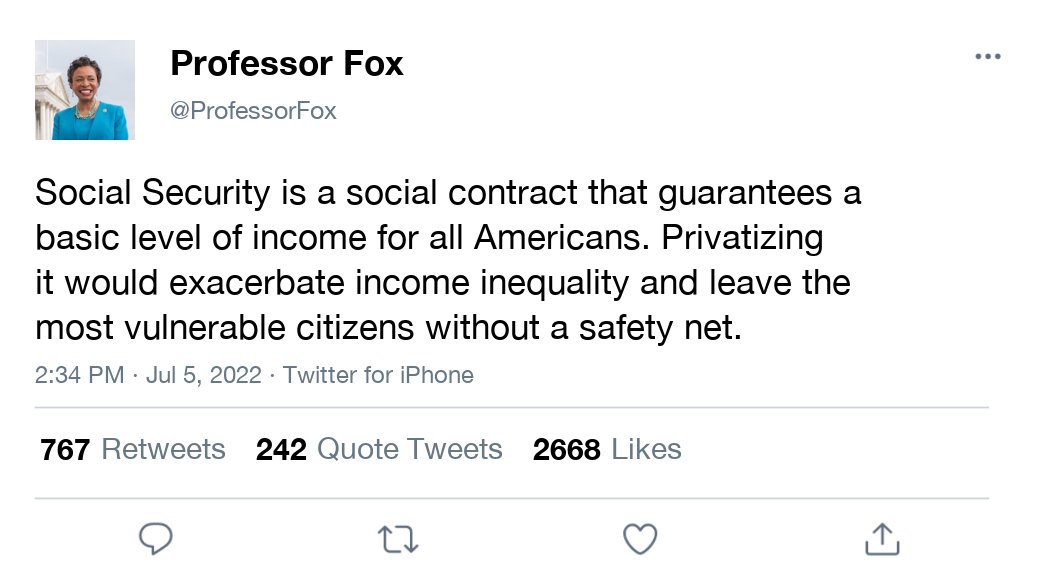 Professor Fox
@ProfessorFox
Social Security is a social contract that guarantees a
basic level of income for all Americans. Privatizing
it would exacerbate income inequality and leave the
most vulnerable citizens without a safety net.
2:34 PM · Jul 5, 2022 · Twitter for iPhone
767 Retweets 242 Quote Tweets 2668 Likes